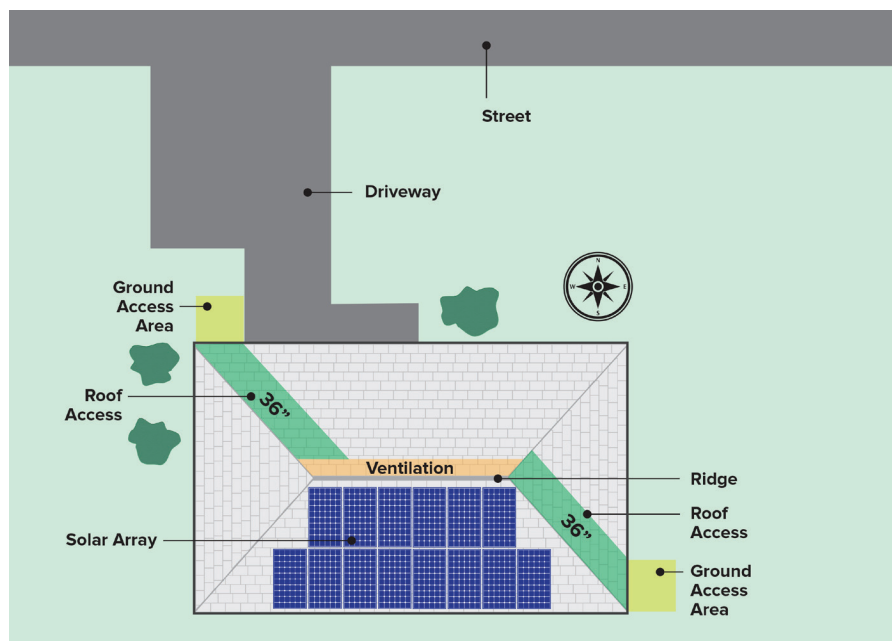 Street
Driveway
N
W E
S
Ground
Access
Area
Roof
Access
36”
Ventilation
Ridge
Solar Array
36”
Roof
Access
Ground
Access
Area